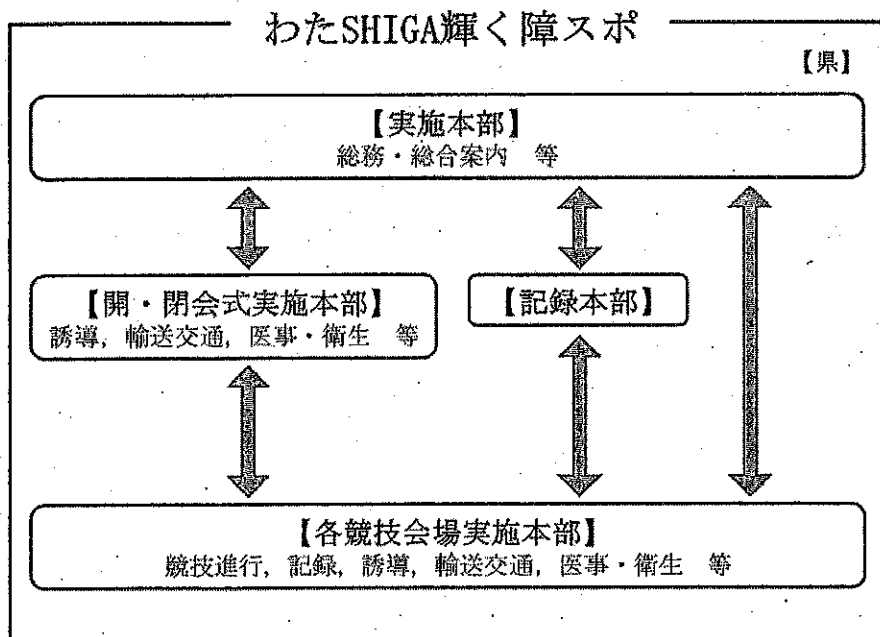 わたSHIGA輝く障スポ
【県】
【実施本部】
総務・総合案内　等
【開・閉会式実施本部】
誘導，輸送交通，医事・衛生　等
【記録本部】
【各競技会場実施本部】
競技進行，記録，誘導，輸送交通，医事・衛生　等